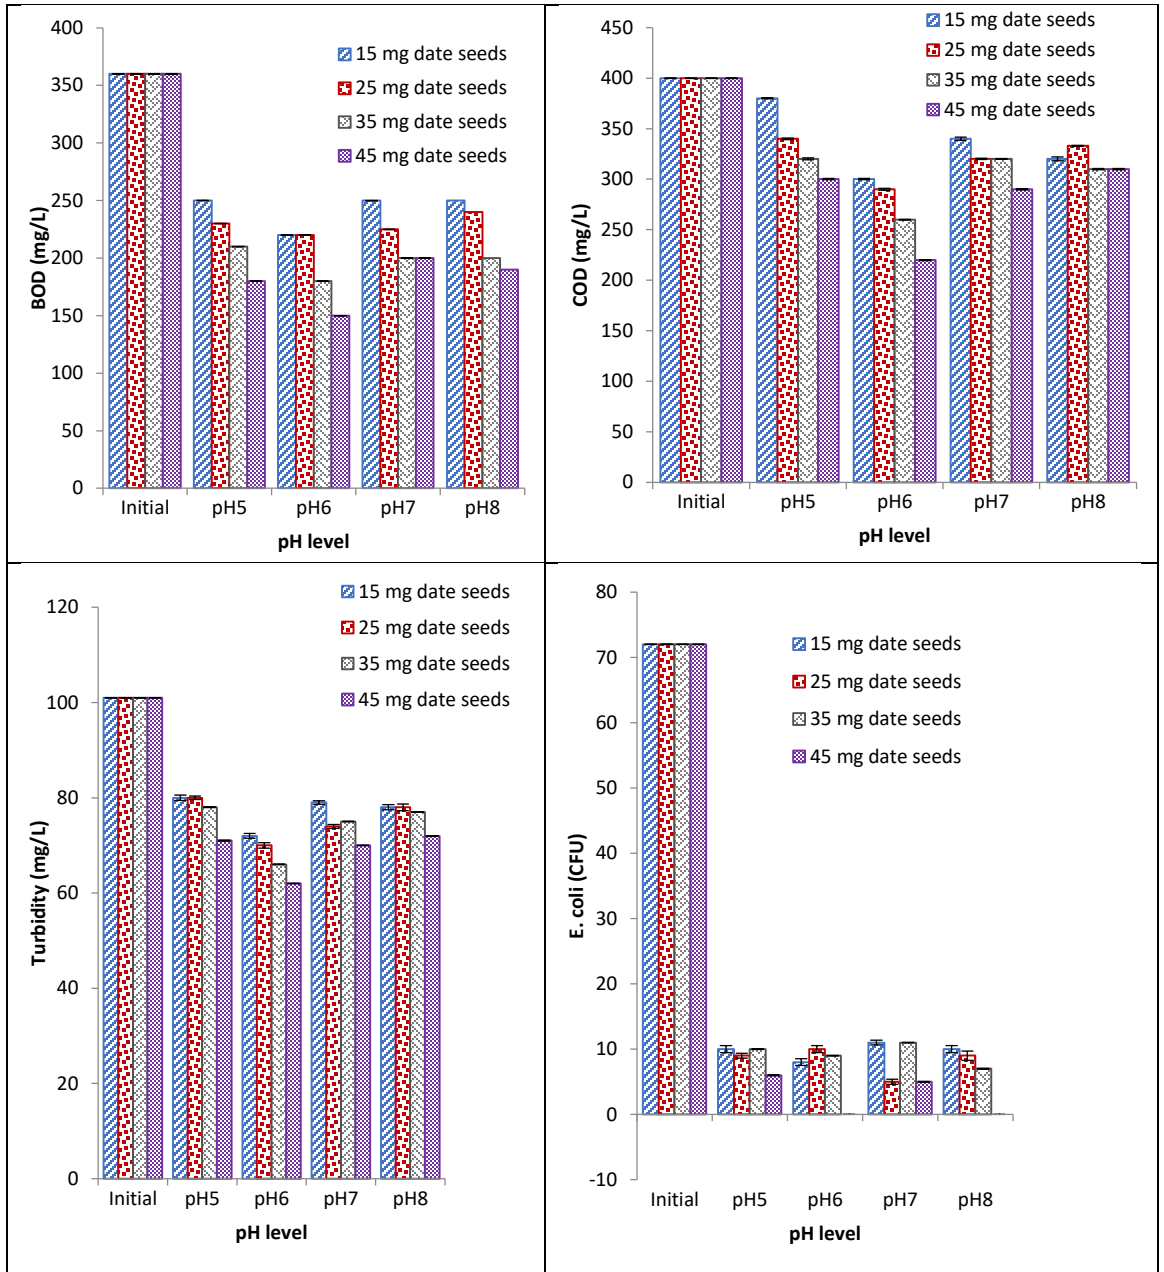 400
350
300
250
200
150
100
50
0
BOD (mg/L)
15 mg date seeds
25 mg date seeds
35 mg date seeds
45 mg date seeds
Initial pH5 pH6 pH7 pH8
pH level
450
400
350
300
250
200
150
100
50
0
COD (mg/L)
15 mg date seeds
25 mg date seeds
35 mg date seeds
45 mg date seeds
Initial pH5 pH6 pH7 pH8
pH level
120
100
80
60
40
20
0
Turbidity (mg/L)
15 mg date seeds
25 mg date seeds
35 mg date seeds
45 mg date seeds
Initial pH5 pH6 pH7 pH8
pH level
80
70
60
50
40
30
20
10
0
-10
E. coli (CFU)
15 mg date seeds
25 mg date seeds
35 mg date seeds
45 mg date seeds
Initial pH5 pH6 pH7 pH8
pH level